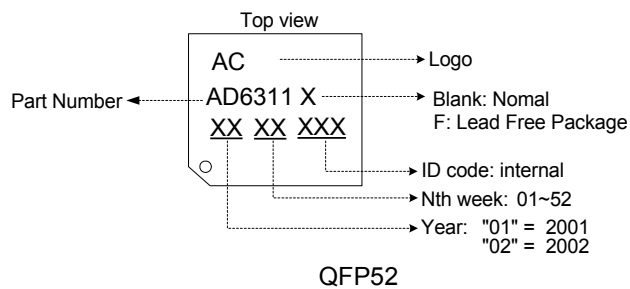 Top view
AC
Logo
Part Number
AD6311 X
Blank: Nomal
F: Lead Free Package
XX XX XXX
ID code: internal
Nth week: 01~52
Year: "01" = 2001
"02" = 2002
QFP52